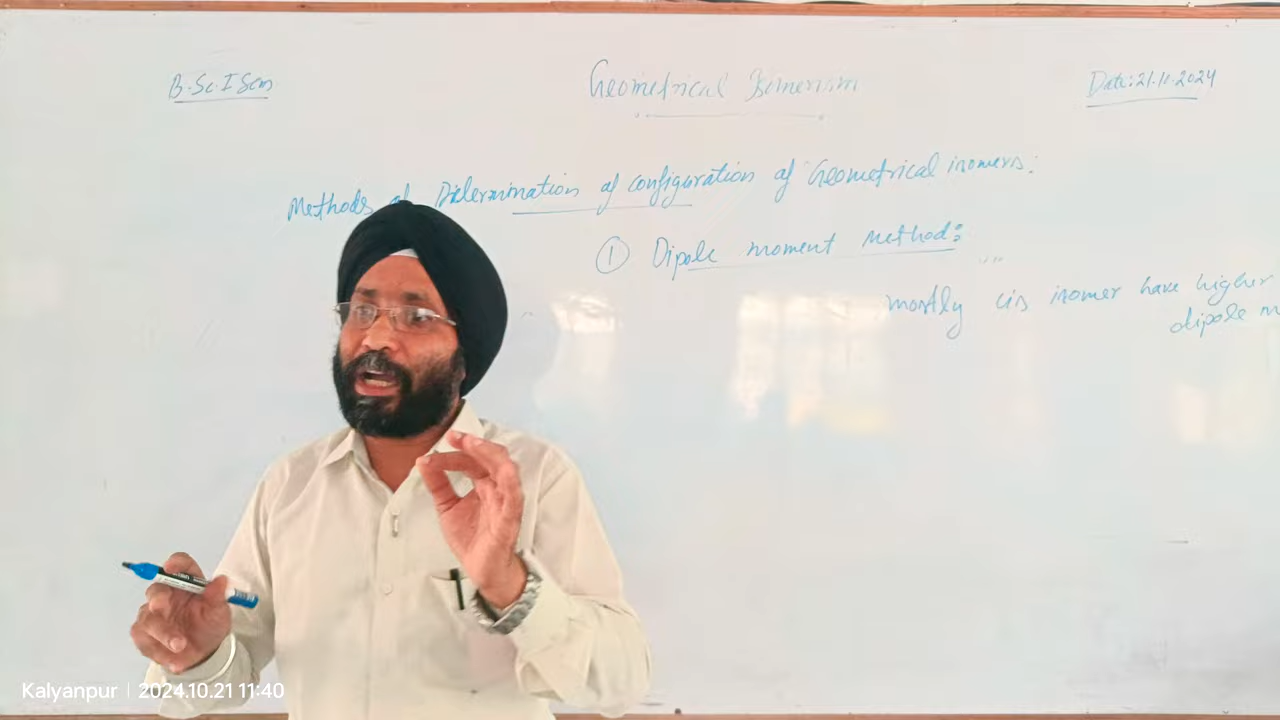 B.Sc.I Sem
Geometrical Isomerism
Date: 21.11.2024
Methods of Determination of configuration of Geometrical isomers:
① Dipole moment Method:
mostly cis isomer have higher
dipole m
Kalyanpur | 2024.10.21 11:40